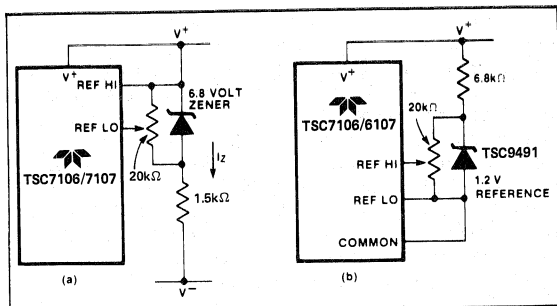 V+
V+
REF HI
6.8 VOLT
ZENER
REF LO
TSC7106/7107
20kΩ
IZ
1.5kΩ
V−
(a)
V+
V+
6.8kΩ
20kΩ
TSC7106/6107
TSC9491
REF HI
1.2 V
REFERENCE
REF LO
COMMON
(b)